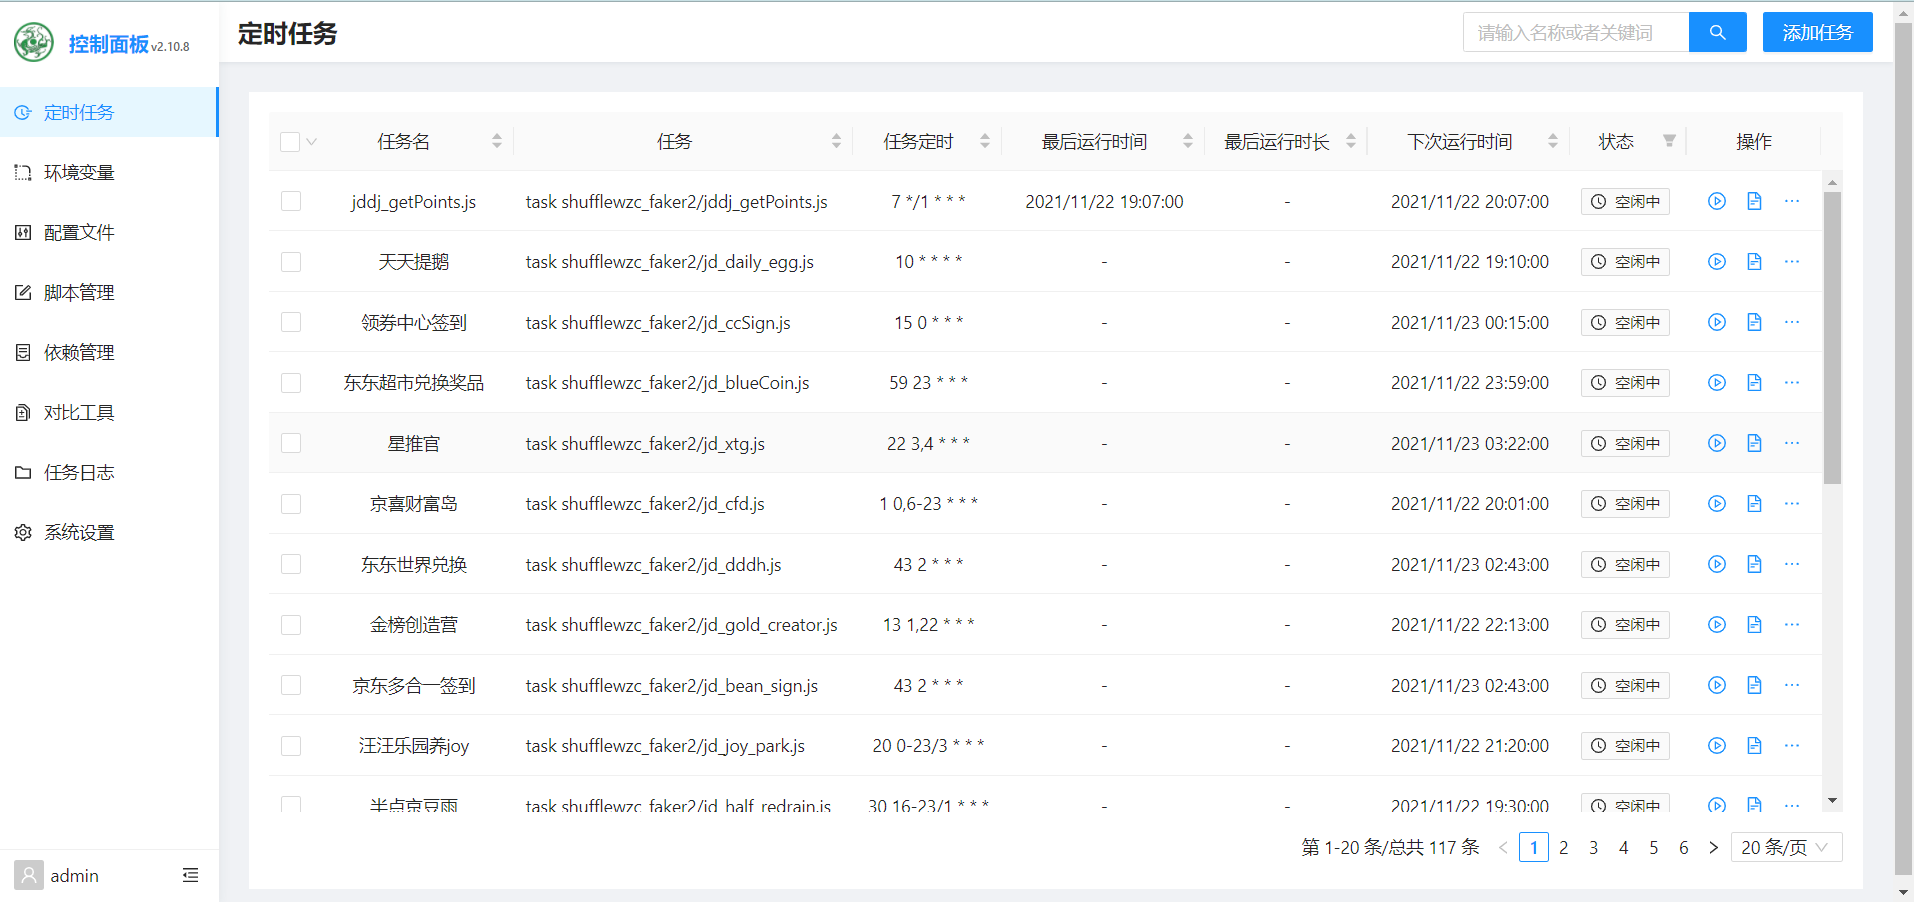 控制面板 v2.10.8
定时任务
环境变量
配置文件
脚本管理
依赖管理
对比工具
任务日志
系统设置
admin
定时任务
请输入名称或者关键词
添加任务
任务名 任务 任务定时 最后运行时间 最后运行时长 下次运行时间 状态 操作
jddj_getPoints.js task shufflewzc_faker2/jddj_getPoints.js 7 */1 * * * 2021/11/22 19:07:00 - 2021/11/22 20:07:00 空闲中 ...
天天提鹅 task shufflewzc_faker2/jd_daily_egg.js 10 * * * * - - 2021/11/22 19:10:00 空闲中 ...
领券中心签到 task shufflewzc_faker2/jd_ccSign.js 15 0 * * * - - 2021/11/23 00:15:00 空闲中 ...
东东超市兑换奖品 task shufflewzc_faker2/jd_blueCoin.js 59 23 * * * - - 2021/11/22 23:59:00 空闲中 ...
星推官 task shufflewzc_faker2/jd_xtg.js 22 3,4 * * * - - 2021/11/23 03:22:00 空闲中 ...
京喜财富岛 task shufflewzc_faker2/jd_cfd.js 1 0,6-23 * * * - - 2021/11/22 20:01:00 空闲中 ...
东东世界兑换 task shufflewzc_faker2/jd_dddh.js 43 2 * * * - - 2021/11/23 02:43:00 空闲中 ...
金榜创造营 task shufflewzc_faker2/jd_gold_creator.js 13 1,22 * * * - - 2021/11/22 22:13:00 空闲中 ...
京东多合一签到 task shufflewzc_faker2/jd_bean_sign.js 43 2 * * * - - 2021/11/23 02:43:00 空闲中 ...
汪汪乐园养joy task shufflewzc_faker2/jd_joy_park.js 20 0-23/3 * * * - - 2021/11/22 21:20:00 空闲中 ...
半点京豆雨 task shufflewzc_faker2/jd_half_redrain.js 30 16-23/1 * * * - - 2021/11/22 19:30:00 空闲中 ...
第 1-20 条/总共 117 条 < 1 2 3 4 5 6 > 20 条/页